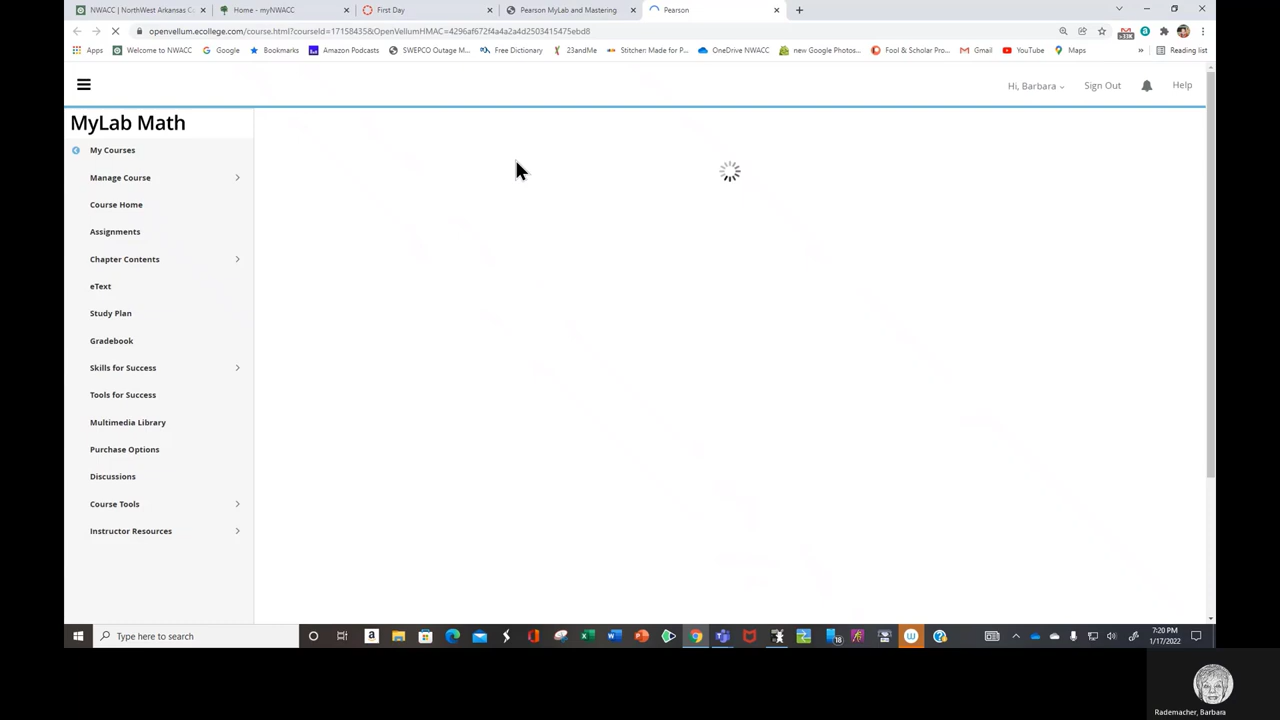 NWACC | NorthWest Arkansas Co
Home - myNWACC
First Day
Pearson MyLab and Mastering
Pearson
openvellum.ecollege.com/course.html?courseId=17158435&OpenVellumHMAC=4296af672f4a4a2a4d2503415475ebd8
Apps
Welcome to NWACC
Google
Bookmarks
Amazon Podcasts
SWEPCO Outage M...
Free Dictionary
23andMe
Stitcher: Made for P...
OneDrive NWACC
new Google Photos...
Fool & Scholar Pro...
Gmail
YouTube
Maps
»
Reading list
Hi, Barbara
Sign Out
Help
MyLab Math
My Courses
Manage Course
Course Home
Assignments
Chapter Contents
eText
Study Plan
Gradebook
Skills for Success
Tools for Success
Multimedia Library
Purchase Options
Discussions
Course Tools
Instructor Resources
Type here to search
18
7:20 PM
1/17/2022
Rademacher, Barbara